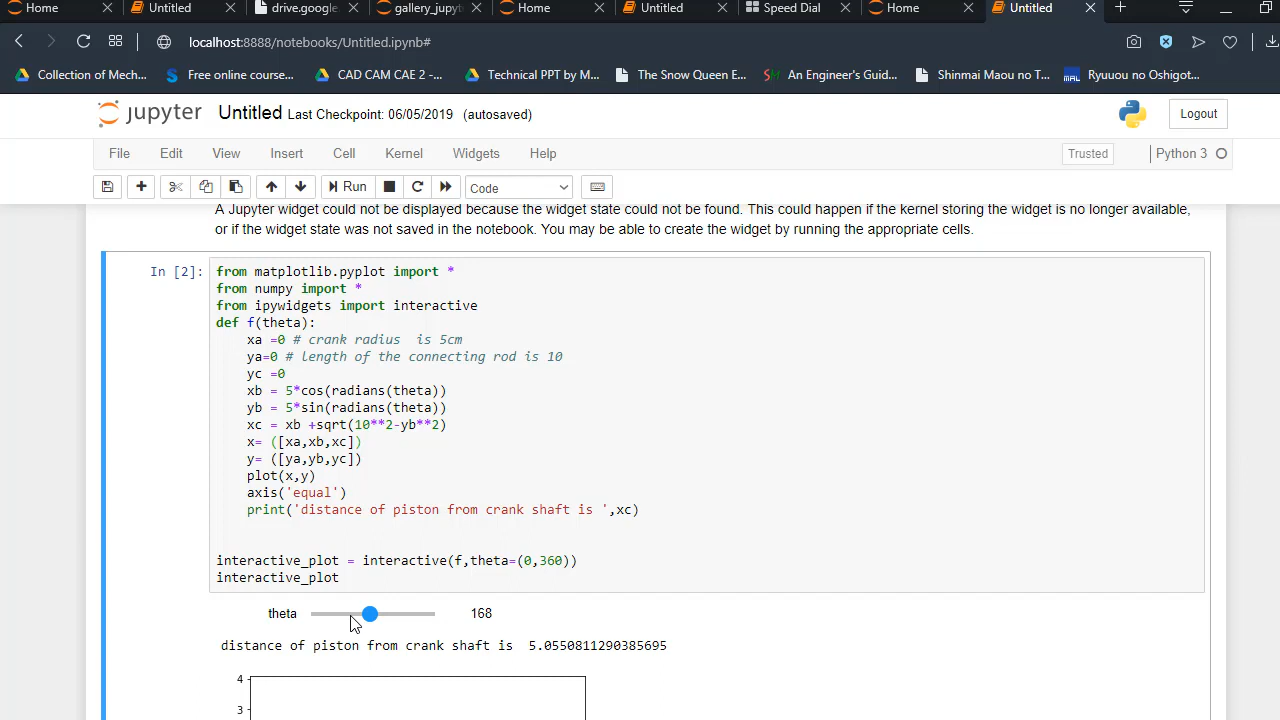 Home Untitled drive.google. gallery_jupyt Home Untitled Speed Dial Home Untitled
localhost:8888/notebooks/Untitled.ipynb#
Collection of Mech... Free online course... CAD CAM CAE 2 -... Technical PPT by M... The Snow Queen E... An Engineer's Guid... Shinmai Maou no T... Ryuuou no Oshigot...
jupyter Untitled Last Checkpoint: 06/05/2019 (autosaved) Logout
File Edit View Insert Cell Kernel Widgets Help Trusted Python 3
Run Code
A Jupyter widget could not be displayed because the widget state could not be found. This could happen if the kernel storing the widget is no longer available,
or if the widget state was not saved in the notebook. You may be able to create the widget by running the appropriate cells.
In [2]: from matplotlib.pyplot import *
from numpy import *
from ipywidgets import interactive
def f(theta):
xa =0 # crank radius  is 5cm
ya=0 # length of the connecting rod is 10
yc =0
xb = 5*cos(radians(theta))
yb = 5*sin(radians(theta))
xc = xb +sqrt(10**2-yb**2)
x= ([xa,xb,xc])
y= ([ya,yb,yc])
plot(x,y)
axis('equal')
print('distance of piston from crank shaft is ',xc)
interactive_plot = interactive(f,theta=(0,360))
interactive_plot
theta 168
distance of piston from crank shaft is  5.0550811290385695
4
3